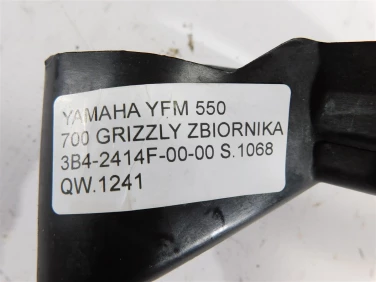 YAMAHA YFM 550
700 GRIZZLY ZBIORNIKA
3B4-2414F-00-00 S.1068
QW.1241